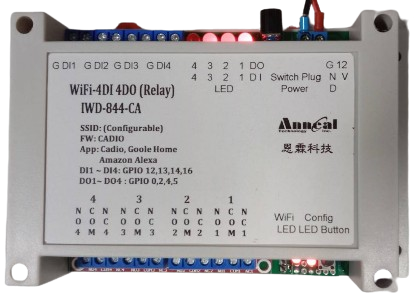 G DI1 G DI2 G DI3 G DI4 4 3 2 1 DO G 12
4 3 2 1 D I Switch Plug N V
LED Power D
WiFi-4DI 4DO (Relay)
IWD-844-CA
SSID: (Configurable)
FW: CADIO
App: Cadio, Goole Home
Amazon Alexa
DI1 ~ DI4: GPIO 12,13,14,16
DO1~ DO4 : GPIO 0,2,4,5
Anneal
Technology Inc.
恩霖科技
4 3 2 1
N C N N C N N C N N C N
O O C O O C O O C O O C
4 M 4 3 M 3 2 M 2 1 M 1
WiFi Config
LED LED Button